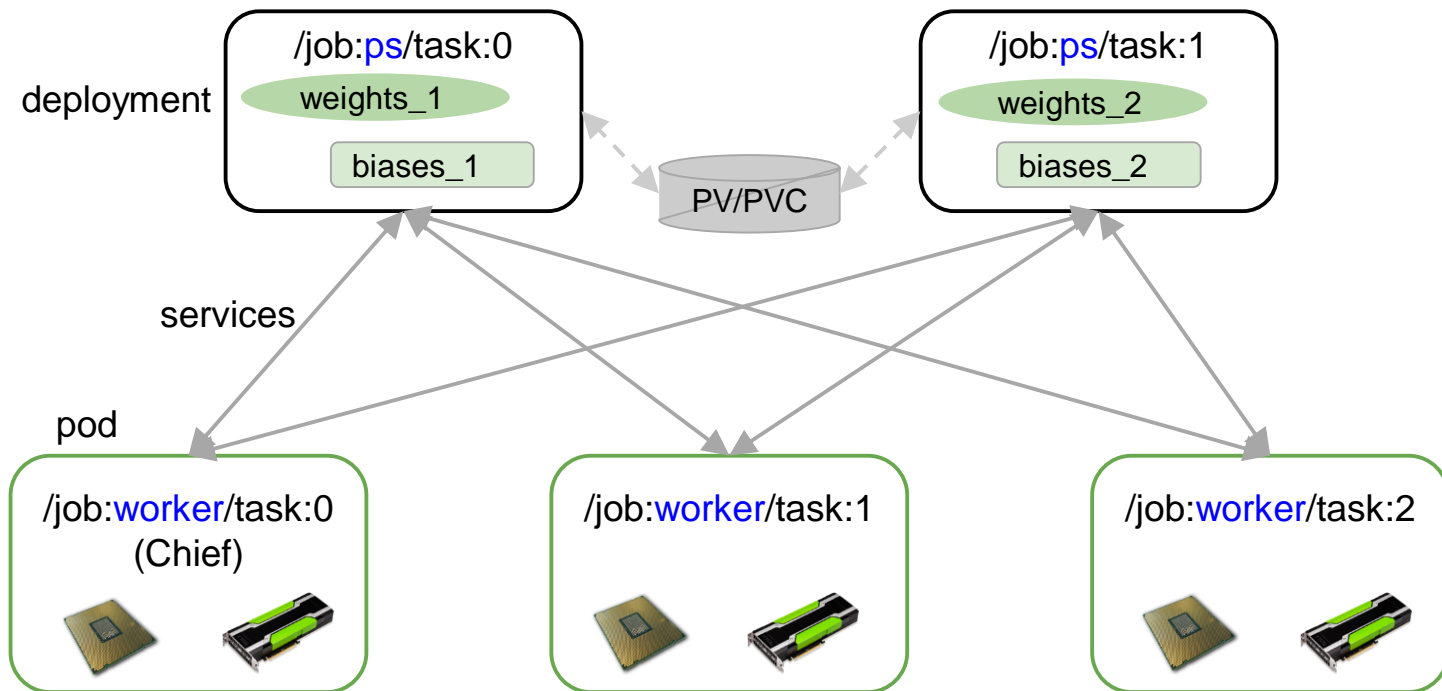 /job:ps/task:0
/job:ps/task:1
deployment
weights_1
weights_2
biases_1
biases_2
PV/PVC
services
pod
/job:worker/task:0
(Chief)
/job:worker/task:1
/job:worker/task:2